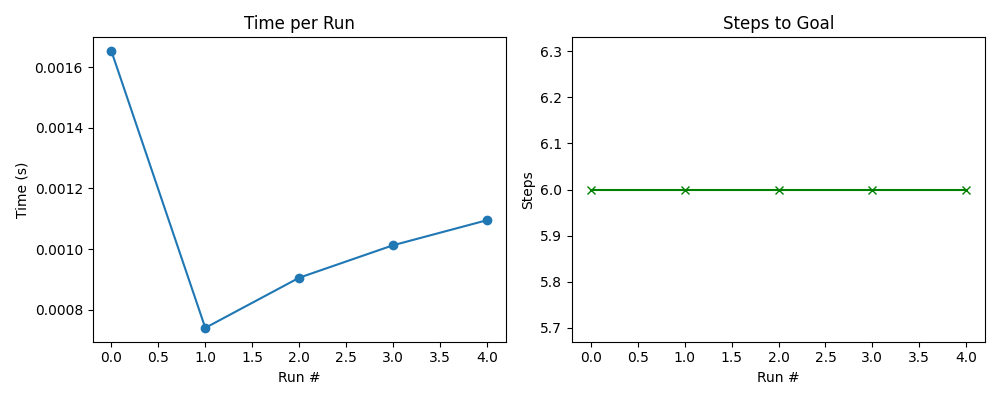 Time per Run
Time (s)
0.0016
0.0014
0.0012
0.0010
0.0008
0.0 0.5 1.0 1.5 2.0 2.5 3.0 3.5 4.0
Run #
Steps to Goal
Steps
6.3
6.2
6.1
6.0
5.9
5.8
5.7
0.0 0.5 1.0 1.5 2.0 2.5 3.0 3.5 4.0
Run #